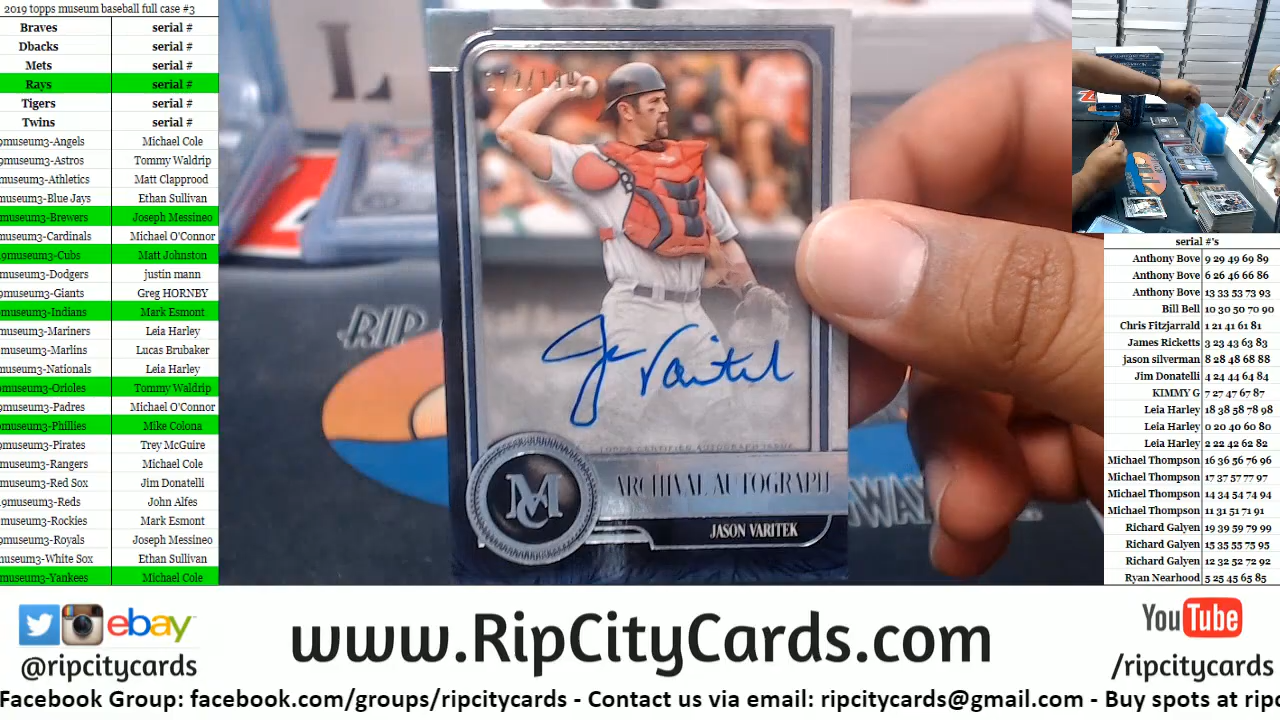 2019 topps museum baseball full case #3
Braves serial #
Dbacks serial #
Mets serial #
Rays serial #
Tigers serial #
Twins serial #
9museum3-Angels Michael Cole
museum3-Astros Tommy Waldrip
museum3-Athletics Matt Clapprood
museum3-Blue Jays Ethan Sullivan
museum3-Brewers Joseph Messineo
museum3-Cardinals Michael O'Connor
9museum3-Cubs Matt Johnston
museum3-Dodgers justin mann
museum3-Giants Greg HORNBY
museum3-Indians Mark Esmont
museum3-Mariners Leia Harley
museum3-Marlins Lucas Brubaker
museum3-Nationals Leia Harley
museum3-Orioles Tommy Waldrip
museum3-Padres Michael O'Connor
museum3-Phillies Mike Colona
museum3-Pirates Trey McGuire
museum3-Rangers Michael Cole
museum3-Red Sox Jim Donatelli
9museum3-Reds John Alfes
museum3-Rockies Mark Esmont
museum3-Royals Joseph Messineo
museum3-White Sox Ethan Sullivan
museum3-Yankees Michael Cole
RIP
Varitek
TOPPS CERTIFIED AUTOGRAPH ISSUE
MC
ARCHIVAL AUTOGRAPH
JASON VARITEK
serial #'s
Anthony Bove 9 29 49 69 89
Anthony Bove 6 26 46 66 86
Anthony Bove 13 33 53 73 93
Bill Bell 10 30 50 70 90
Chris Fitzjarrald 1 21 41 61 81
James Ricketts 3 23 43 63 83
jason silverman 8 28 48 68 88
Jim Donatelli 4 24 44 64 84
KIMMY G 7 27 47 67 87
Leia Harley 18 38 58 78 98
Leia Harley 0 20 40 60 80
Leia Harley 2 22 42 62 82
Michael Thompson 16 36 56 76 96
Michael Thompson 17 37 57 77 97
Michael Thompson 14 34 54 74 94
Michael Thompson 11 31 51 71 91
Richard Galyen 19 39 59 79 99
Richard Galyen 15 35 55 75 95
Richard Galyen 12 32 52 72 92
Ryan Nearhood 5 25 45 65 85
ebay
@ripcitycards
www.RipCityCards.com
YouTube
/ripcitycards
Facebook Group: facebook.com/groups/ripcitycards - Contact us via email: ripcitycards@gmail.com - Buy spots at ripc